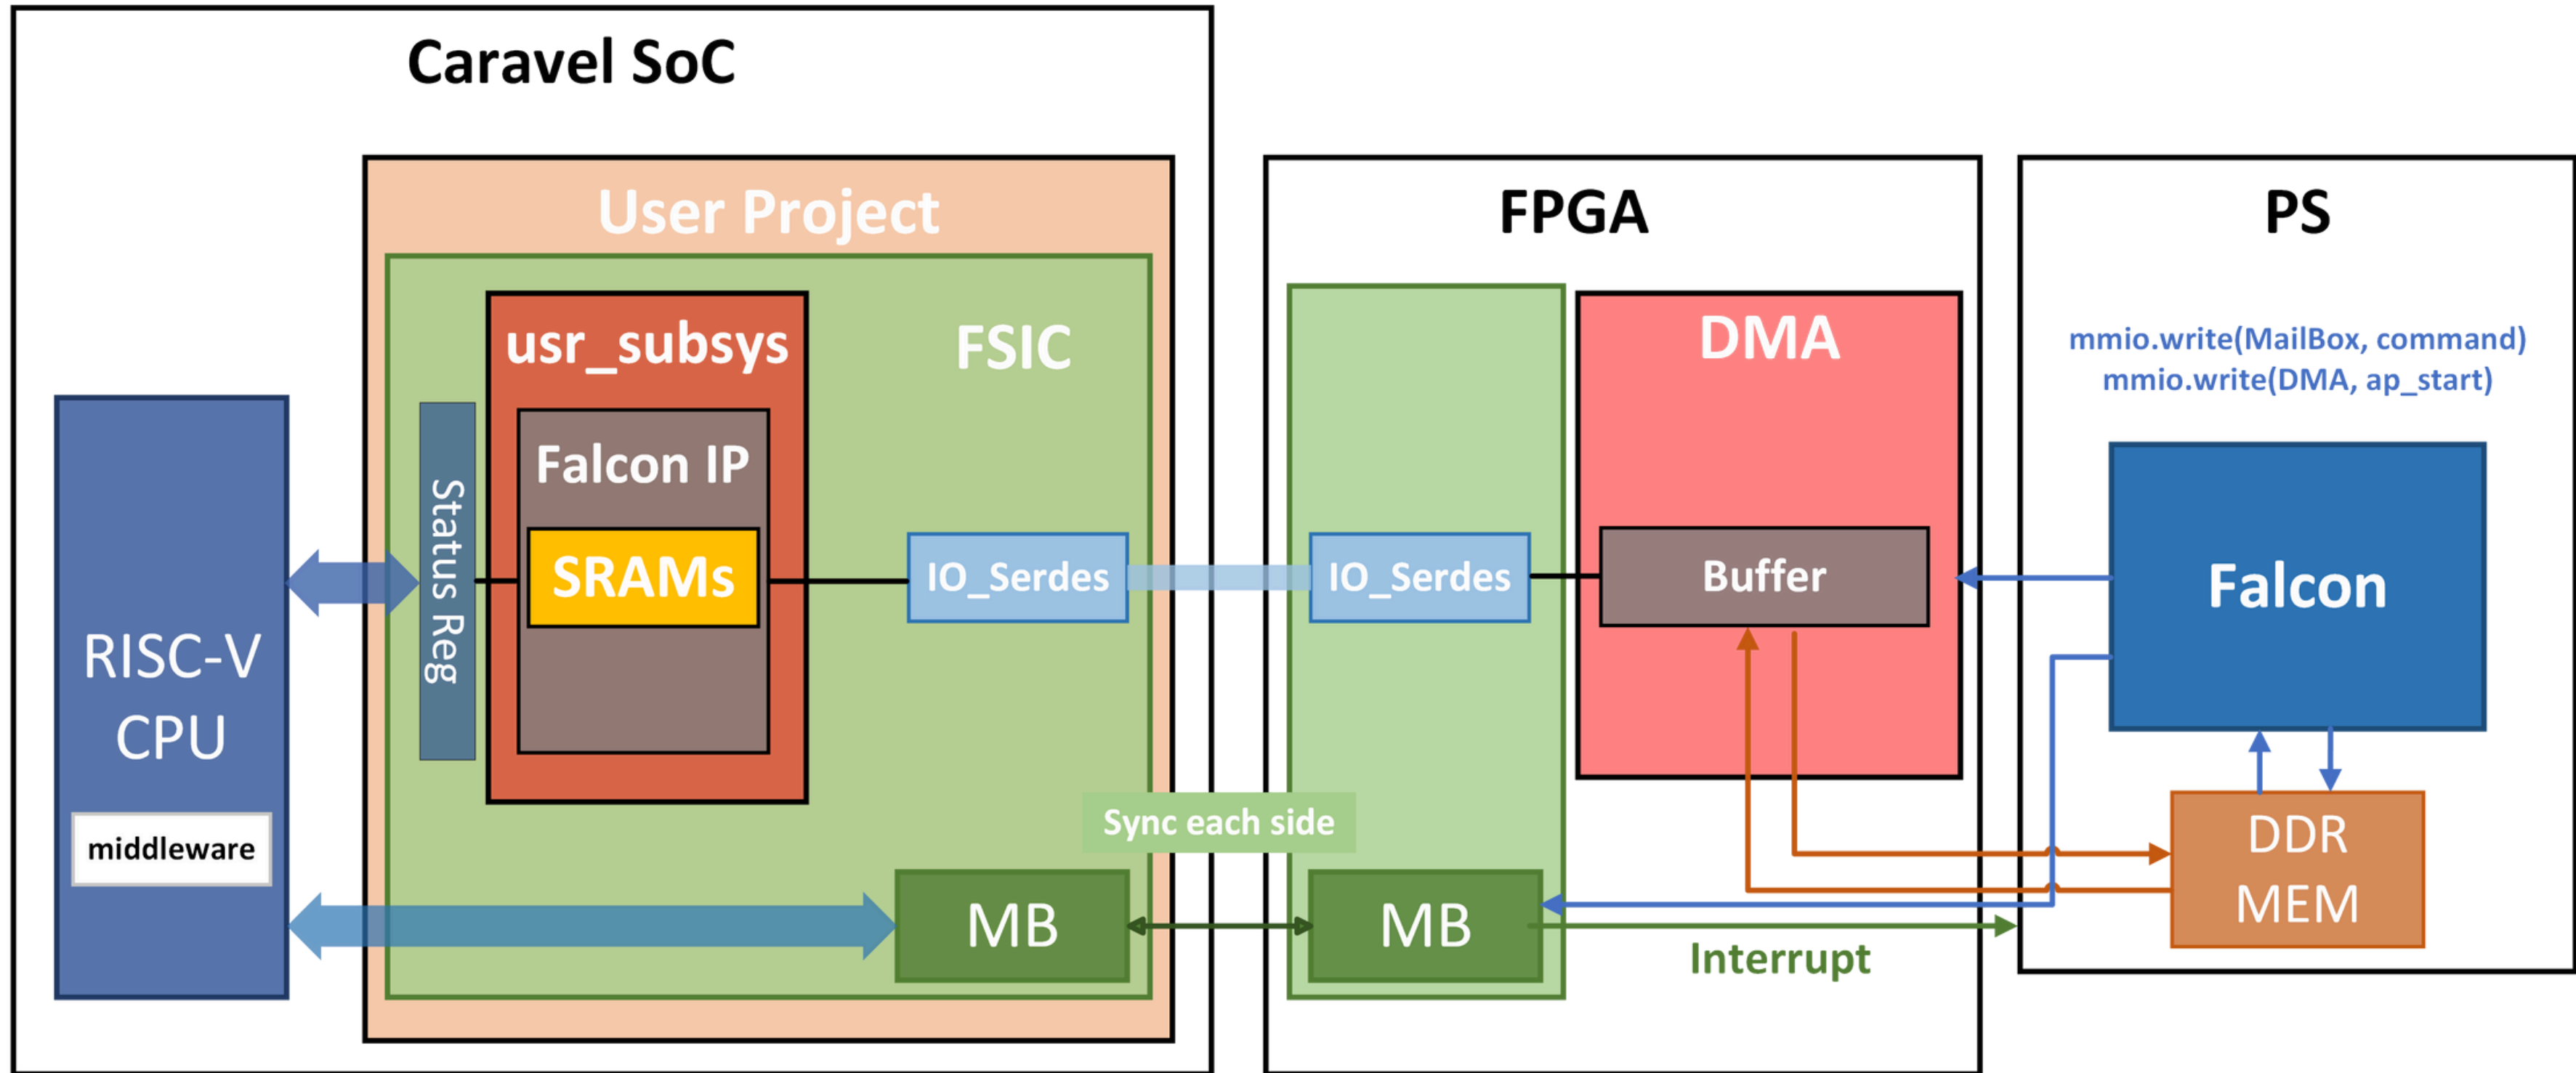 Caravel SoC
User Project
FPGA
PS
usr_subsys
FSIC
DMA
mmio.write(MailBox, command)
mmio.write(DMA, ap_start)
Falcon IP
Status Reg
SRAMs
IO_Serdes
IO_Serdes
Buffer
Falcon
RISC-V
CPU
middleware
Sync each side
DDR
MEM
MB
MB
Interrupt